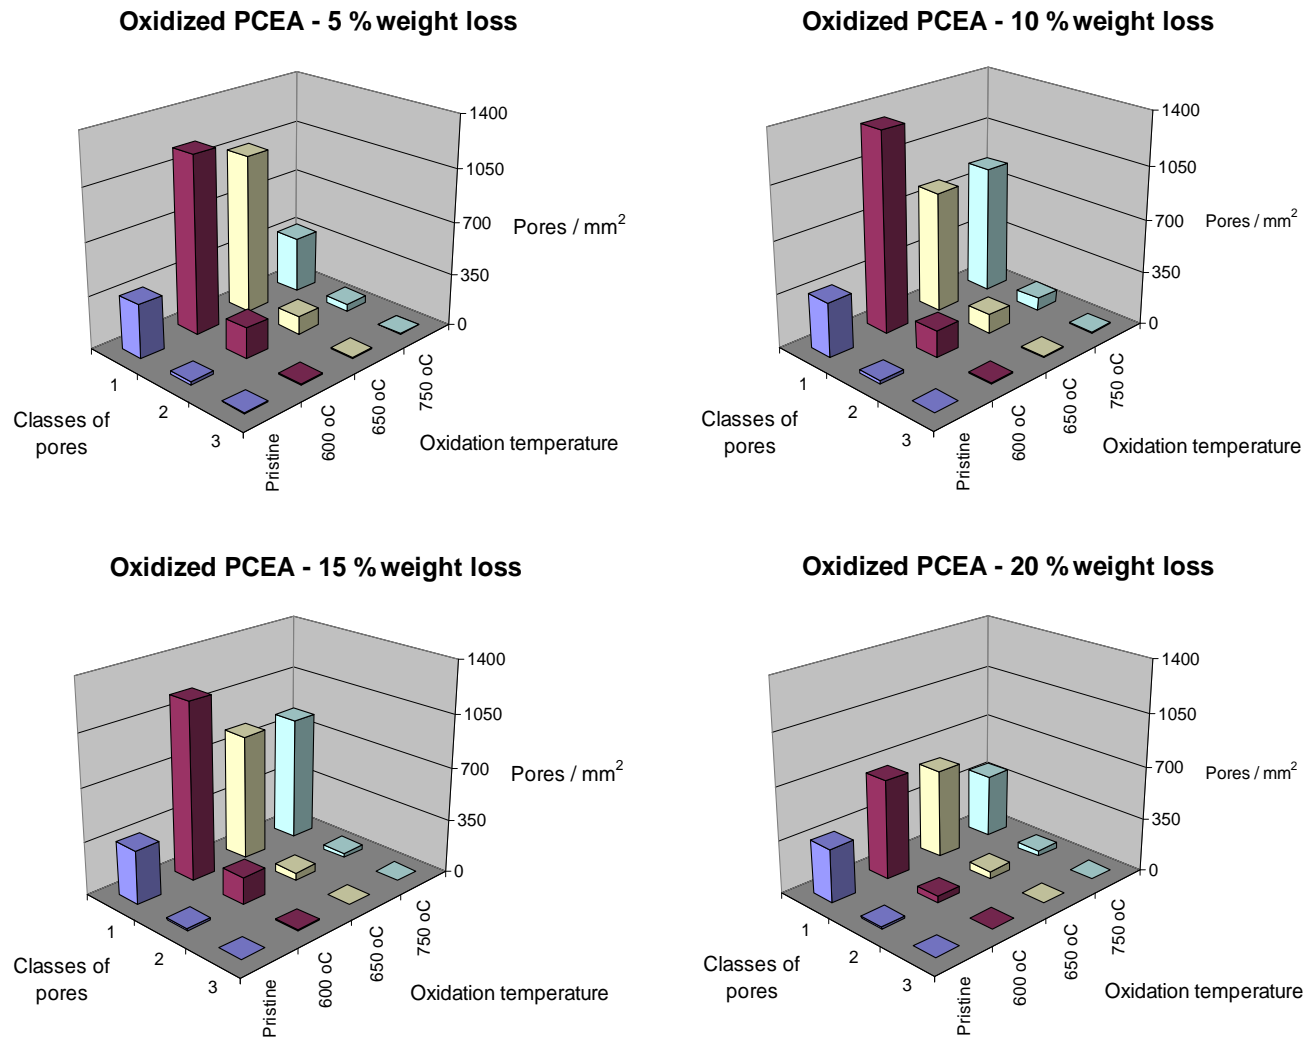 Oxidized PCEA - 5 % weight loss
1400
1050
700
350
0
Pores / mm2
1
2
3
Classes of
pores
Pristine
600 oC
650 oC
750 oC
Oxidation temperature
Oxidized PCEA - 10 % weight loss
1400
1050
700
350
0
Pores / mm2
1
2
3
Classes of
pores
Pristine
600 oC
650 oC
750 oC
Oxidation temperature
Oxidized PCEA - 15 % weight loss
1400
1050
700
350
0
Pores / mm2
1
2
3
Classes of
pores
Pristine
600 oC
650 oC
750 oC
Oxidation temperature
Oxidized PCEA - 20 % weight loss
1400
1050
700
350
0
Pores / mm2
1
2
3
Classes of
pores
Pristine
600 oC
650 oC
750 oC
Oxidation temperature